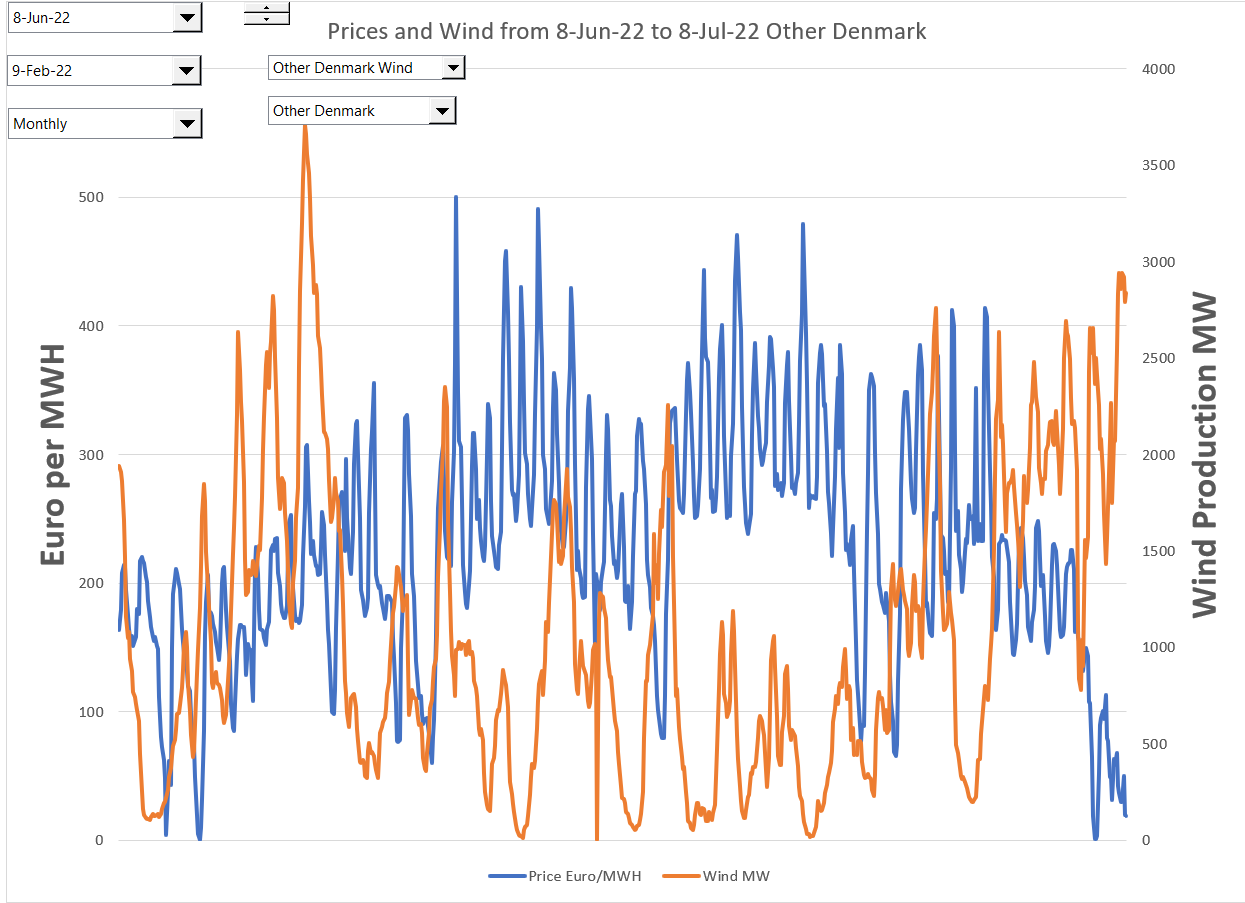 8-Jun-22
Prices and Wind from 8-Jun-22 to 8-Jul-22 Other Denmark
9-Feb-22
Other Denmark Wind
Monthly
Other Denmark
4000
3500
3000
2500
2000
1500
1000
500
0
500
400
300
200
100
0
Euro per MWH
Wind Production MW
Price Euro/MWH
Wind MW